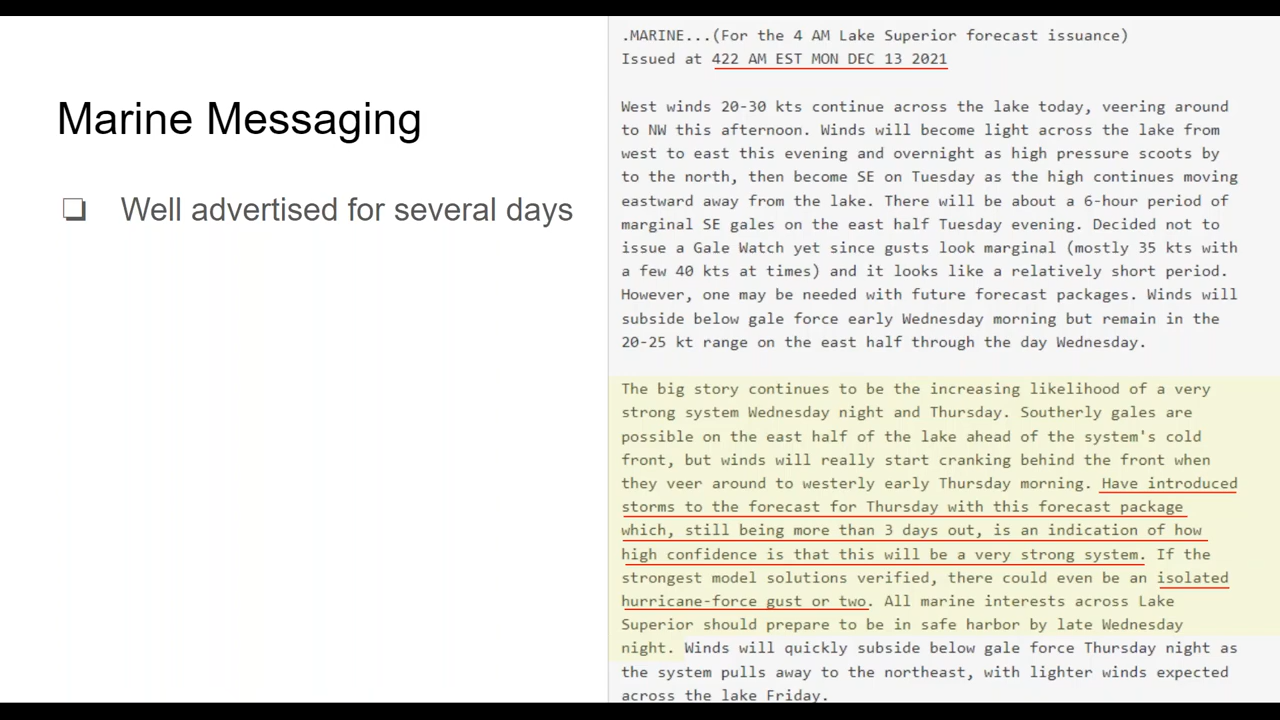 Marine Messaging
❏ Well advertised for several days
.MARINE...(For the 4 AM Lake Superior forecast issuance)
Issued at 422 AM EST MON DEC 13 2021
West winds 20-30 kts continue across the lake today, veering around
to NW this afternoon. Winds will become light across the lake from
west to east this evening and overnight as high pressure scoots by
to the north, then become SE on Tuesday as the high continues moving
eastward away from the lake. There will be about a 6-hour period of
marginal SE gales on the east half Tuesday evening. Decided not to
issue a Gale Watch yet since gusts look marginal (mostly 35 kts with
a few 40 kts at times) and it looks like a relatively short period.
However, one may be needed with future forecast packages. Winds will
subside below gale force early Wednesday morning but remain in the
20-25 kt range on the east half through the day Wednesday.
The big story continues to be the increasing likelihood of a very
strong system Wednesday night and Thursday. Southerly gales are
possible on the east half of the lake ahead of the system's cold
front, but winds will really start cranking behind the front when
they veer around to westerly early Thursday morning. Have introduced
storms to the forecast for Thursday with this forecast package
which, still being more than 3 days out, is an indication of how
high confidence is that this will be a very strong system. If the
strongest model solutions verified, there could even be an isolated
hurricane-force gust or two. All marine interests across Lake
Superior should prepare to be in safe harbor by late Wednesday
night. Winds will quickly subside below gale force Thursday night as
the system pulls away to the northeast, with lighter winds expected
across the lake Friday.